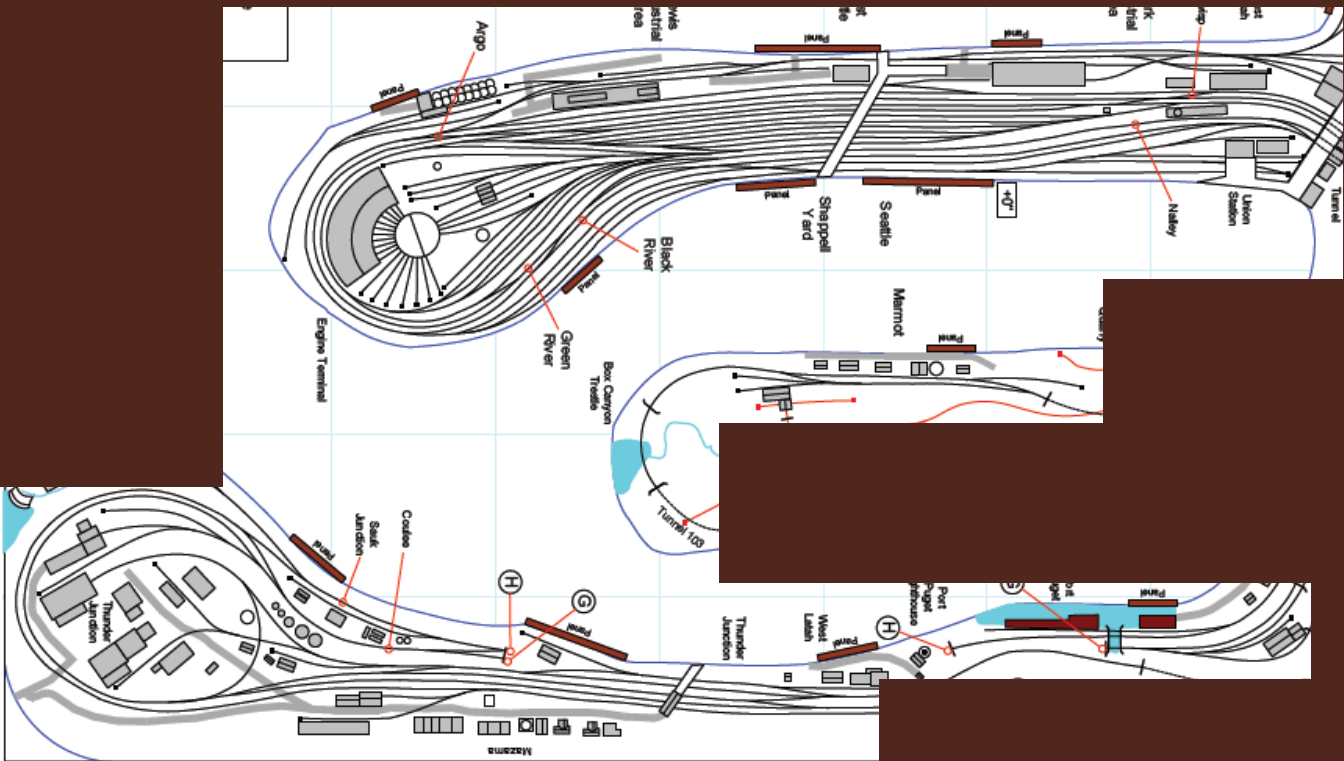 Argo
Panel
Panel
Panel
Panel
Panel
Shappell
Yard
Seattle
+0"
Nalley
Union
Station
Tunnel
Black
River
Panel
Green
River
Engine Terminal
Marmot
Panel
Box Canyon
Trestle
Tunnel 103
Coulee
Sauk
Junction
Panel
H
G
Panel
Thunder
Junction
Thunder
Junction
West
Latah
Panel
H
Port
Puget
G
Panel
Mazama